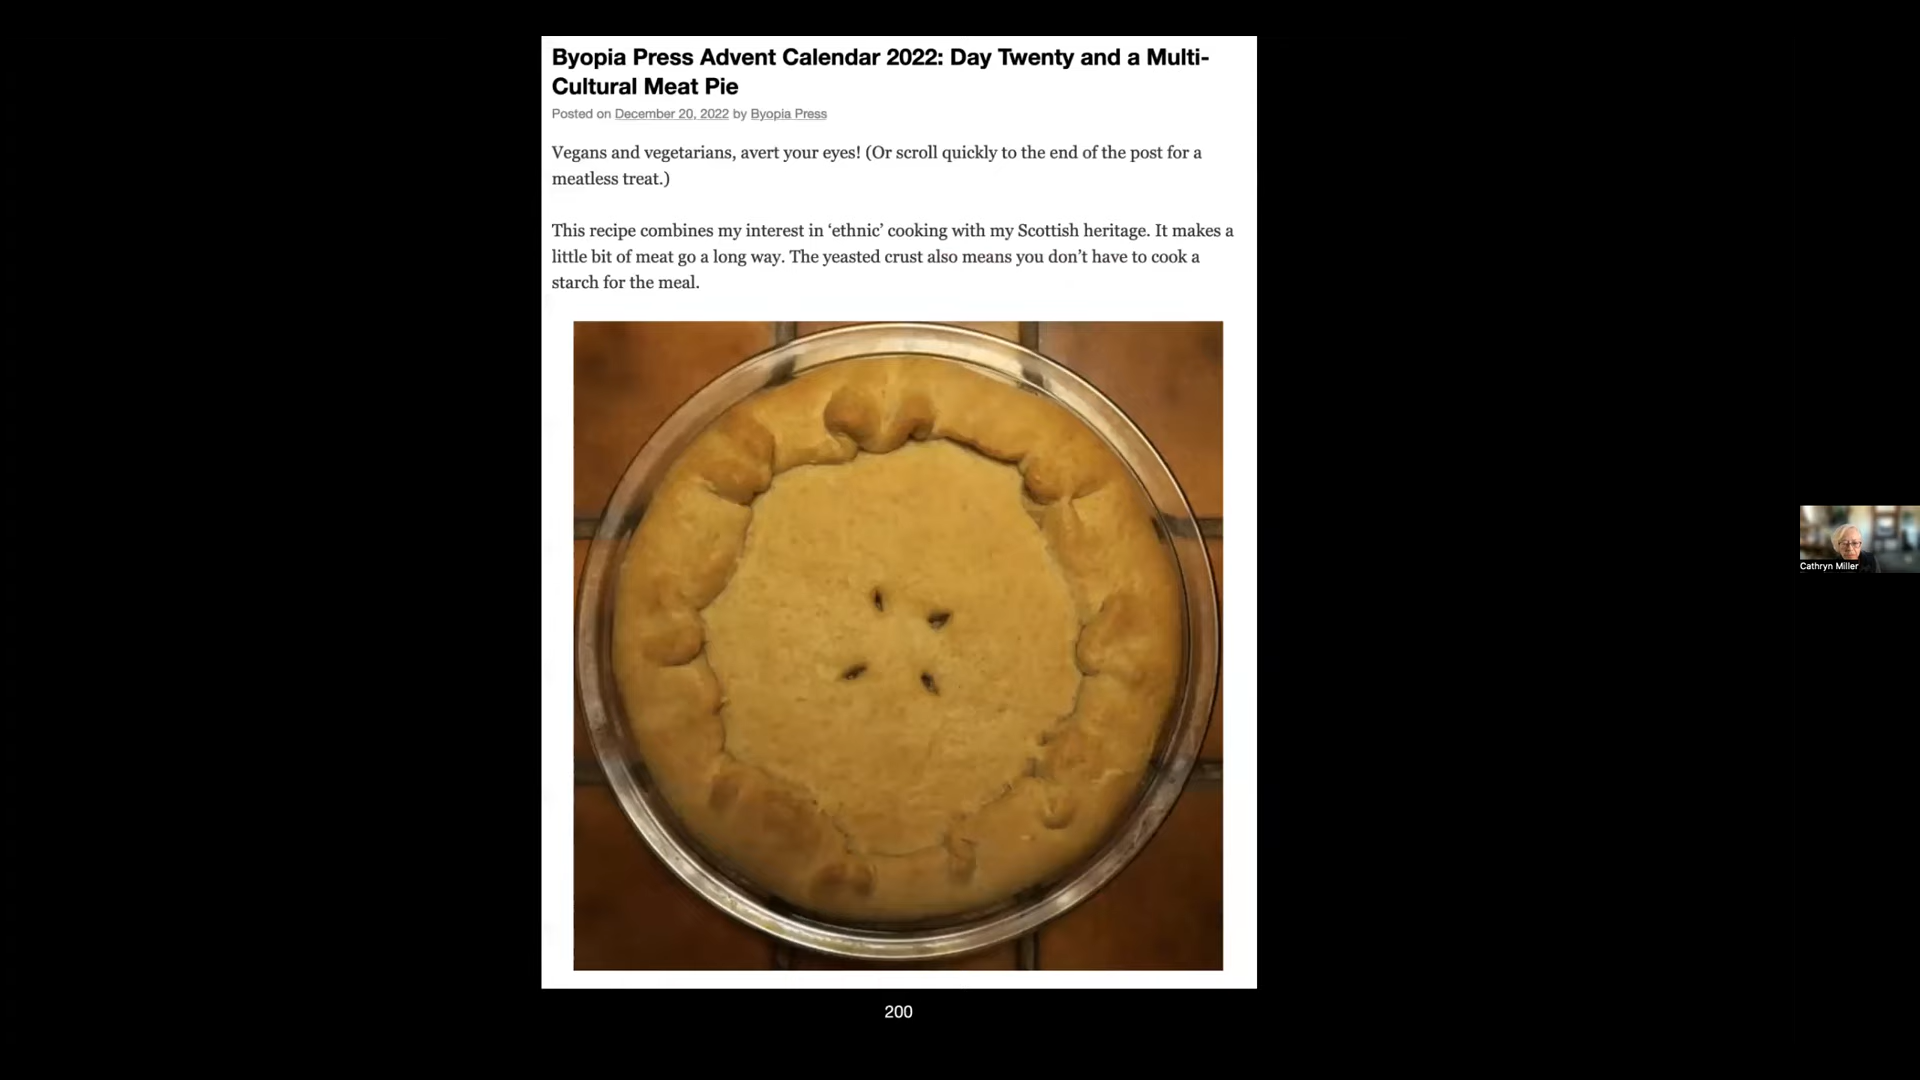 Byopia Press Advent Calendar 2022: Day Twenty and a Multi-
Cultural Meat Pie
Posted on December 20, 2022 by Byopia Press
Vegans and vegetarians, avert your eyes! (Or scroll quickly to the end of the post for a
meatless treat.)
This recipe combines my interest in ‘ethnic’ cooking with my Scottish heritage. It makes a
little bit of meat go a long way. The yeasted crust also means you don’t have to cook a
starch for the meal.
Cathryn Miller
200